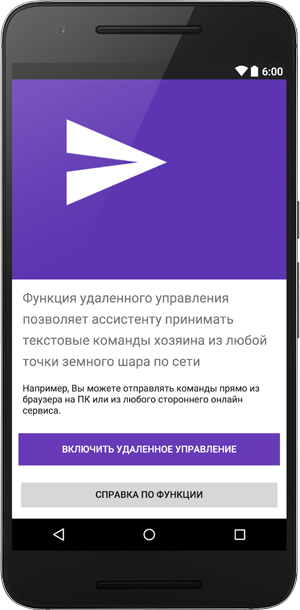 6:00
Функция удаленного управления
позволяет ассистенту принимать
текстовые команды хозяина из любой
точки земного шара по сети
Например, Вы можете отправлять команды прямо из
браузера на ПК или из любого стороннего онлайн
сервиса.
ВКЛЮЧИТЬ УДАЛЕННОЕ УПРАВЛЕНИЕ
СПРАВКА ПО ФУНКЦИИ